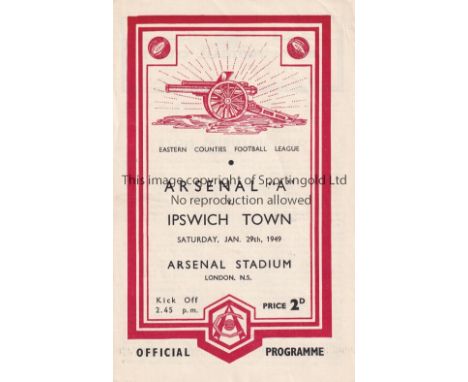 EASTERN COUNTIES FOOTBALL LEAGUE
ARSENAL "A"
This image is copyright of Sportingold Ltd
v.
No reproduction allowed
IPSWICH TOWN
SATURDAY, JAN. 29th, 1949
ARSENAL STADIUM
LONDON, N.5.
Kick Off
2.45 p.m.
PRICE 2D
OFFICIAL PROGRAMME